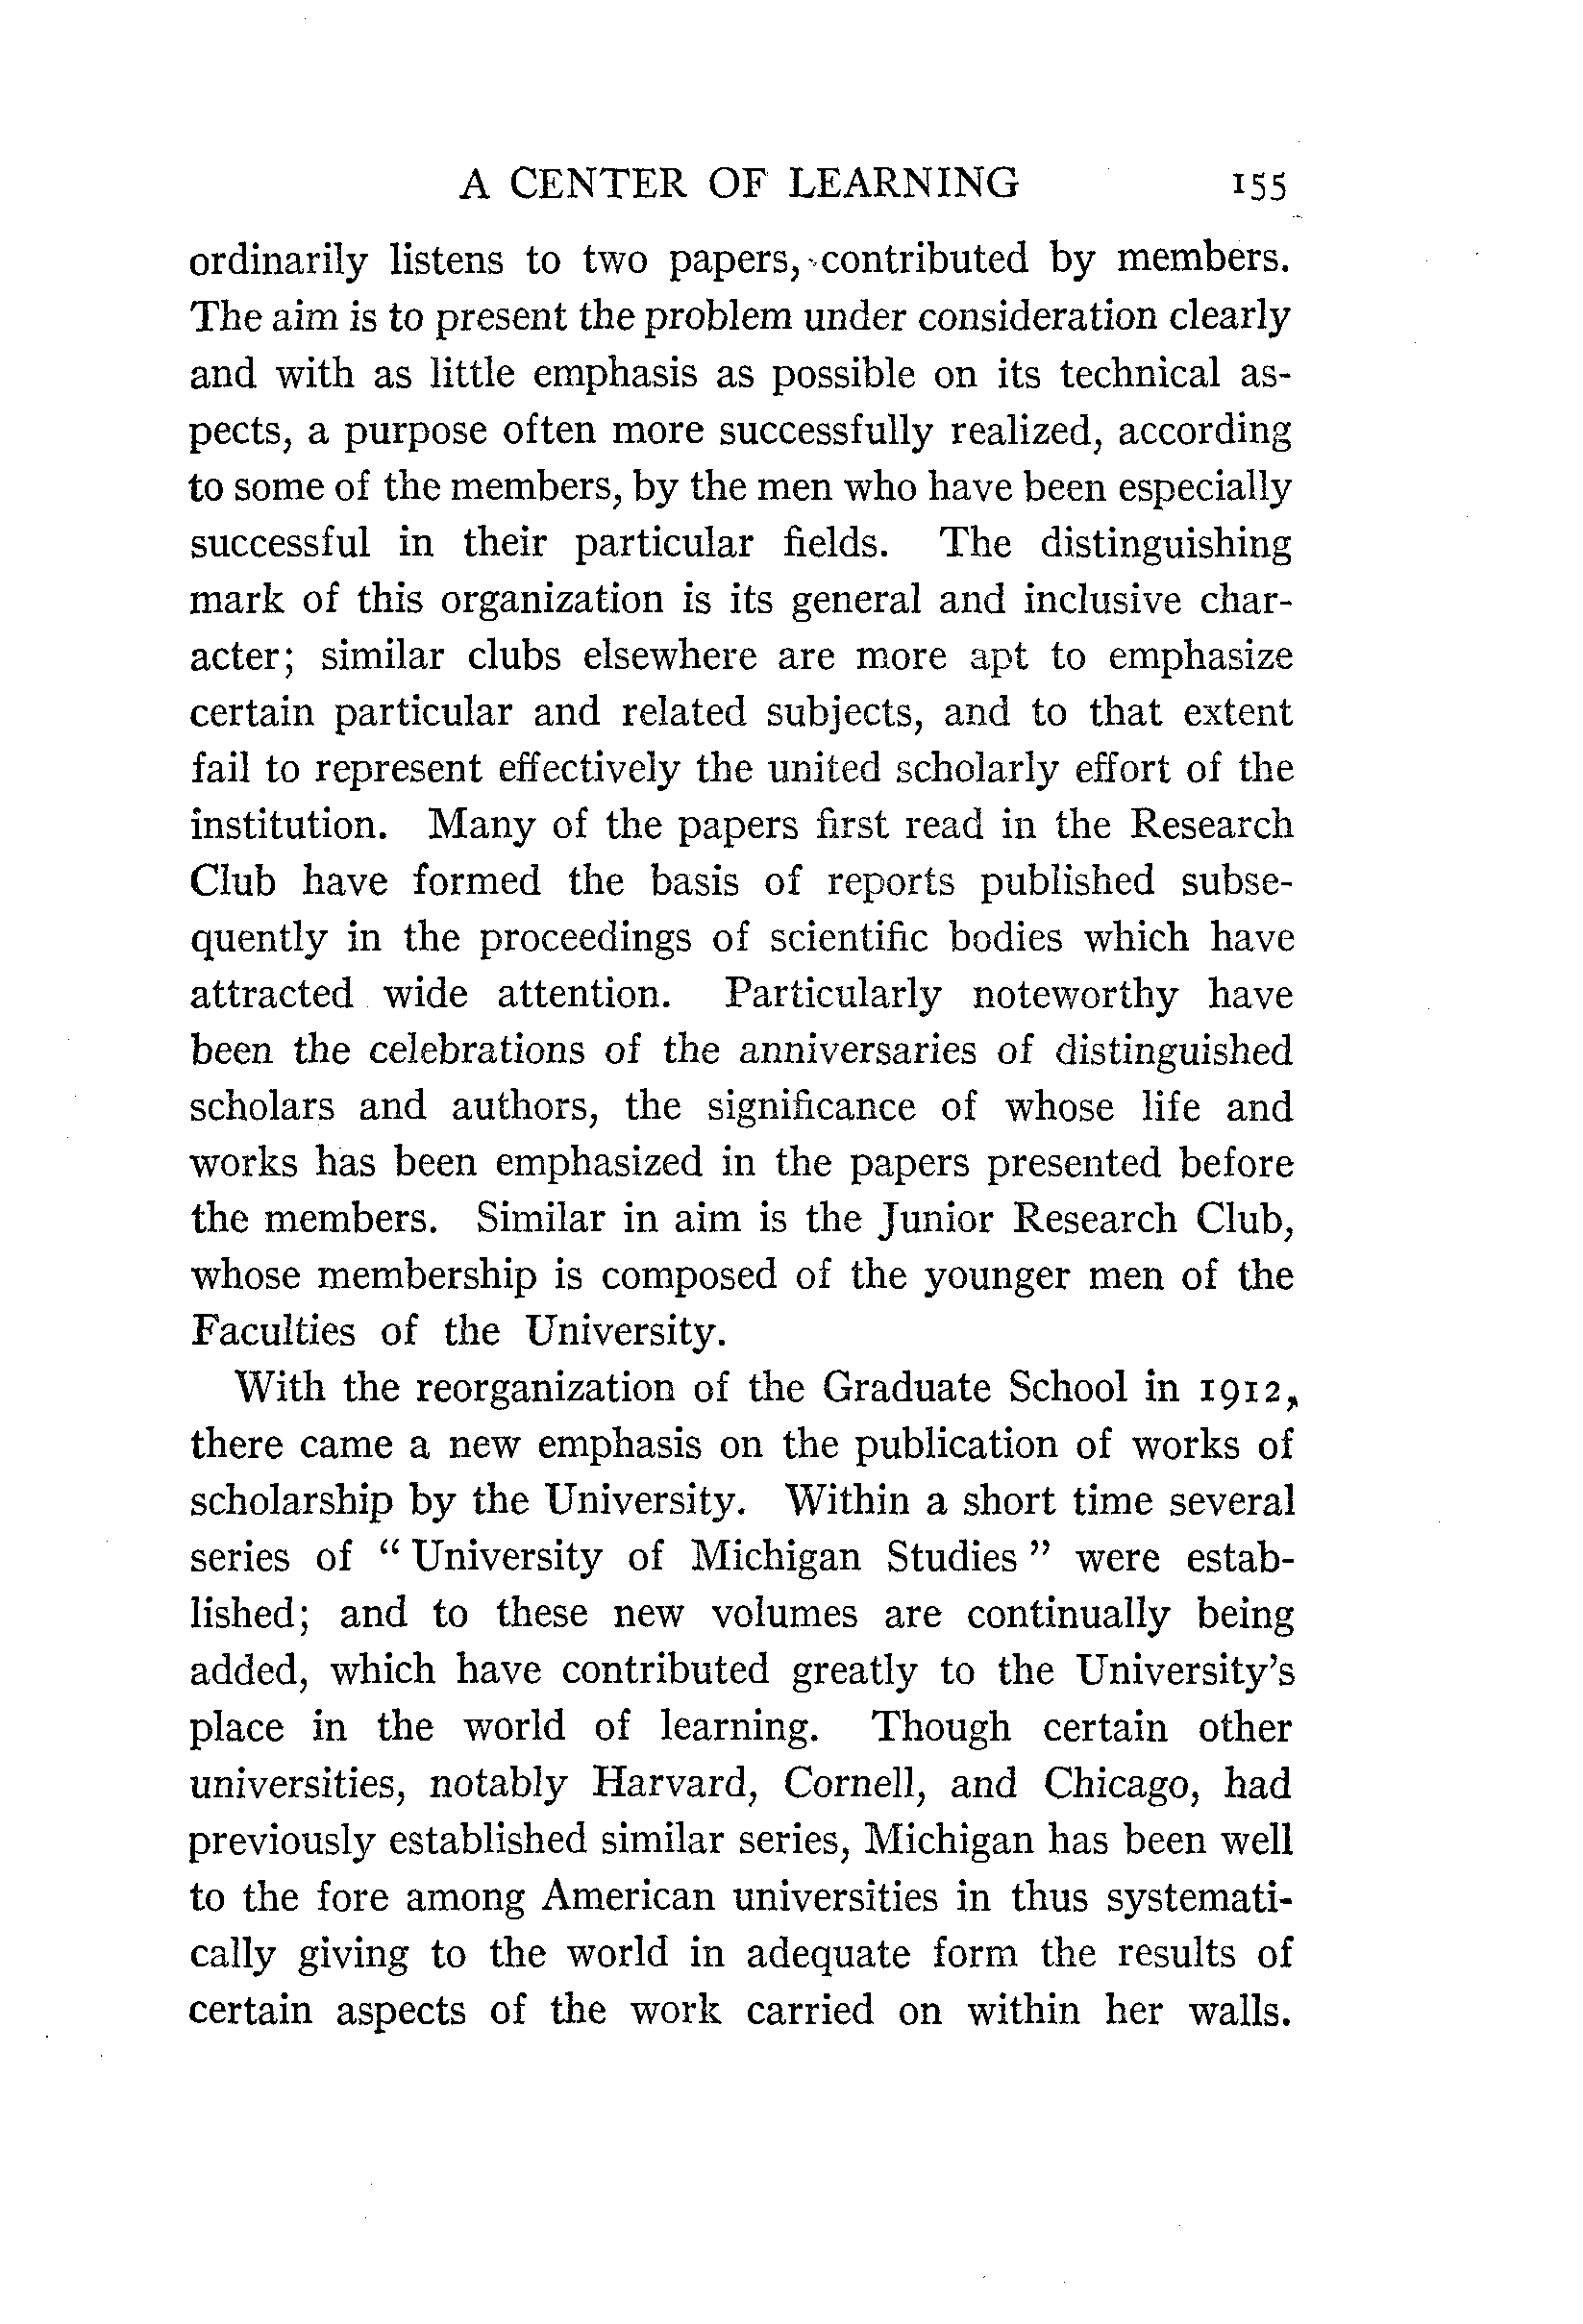 A CENTER OF LEARNING 155
ordinarily listens to two papers, contributed by members.
The aim is to present the problem under consideration clearly
and with as little emphasis as possible on its technical as-
pects, a purpose often more successfully realized, according
to some of the members, by the men who have been especially
successful in their particular fields. The distinguishing
mark of this organization is its general and inclusive char-
acter; similar clubs elsewhere are more apt to emphasize
certain particular and related subjects, and to that extent
fail to represent effectively the united scholarly effort of the
institution. Many of the papers first read in the Research
Club have formed the basis of reports published subse-
quently in the proceedings of scientific bodies which have
attracted wide attention. Particularly noteworthy have
been the celebrations of the anniversaries of distinguished
scholars and authors, the significance of whose life and
works has been emphasized in the papers presented before
the members. Similar in aim is the Junior Research Club,
whose membership is composed of the younger men of the
Faculties of the University.
With the reorganization of the Graduate School in 1912,
there came a new emphasis on the publication of works of
scholarship by the University. Within a short time several
series of " University of Michigan Studies " were estab-
lished; and to these new volumes are continually being
added, which have contributed greatly to the University's
place in the world of learning. Though certain other
universities, notably Harvard, Cornell, and Chicago, had
previously established similar series, Michigan has been well
to the fore among American universities in thus systemati-
cally giving to the world in adequate form the results of
certain aspects of the work carried on within her walls.